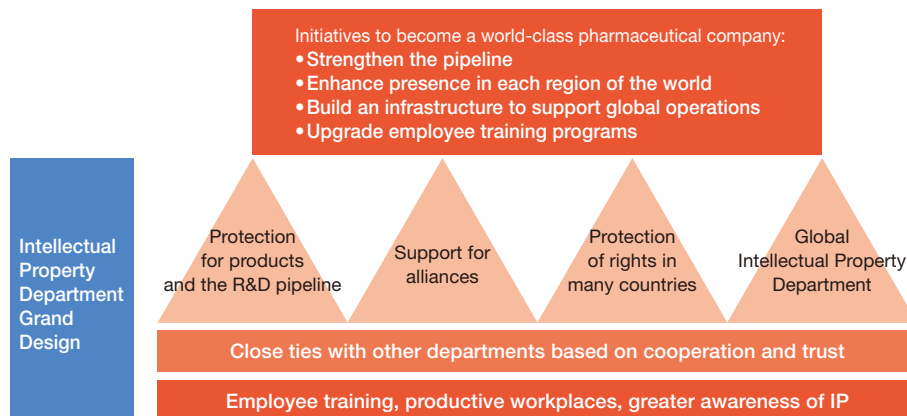 Initiatives to become a world-class pharmaceutical company:
•Strengthen the pipeline
•Enhance presence in each region of the world
•Build an infrastructure to support global operations
•Upgrade employee training programs
Intellectual
Property
Department
Grand
Design
Protection
for products
and the R&D pipeline
Support for
alliances
Protection
of rights in
many countries
Global
Intellectual Property
Department
Close ties with other departments based on cooperation and trust
Employee training, productive workplaces, greater awareness of IP